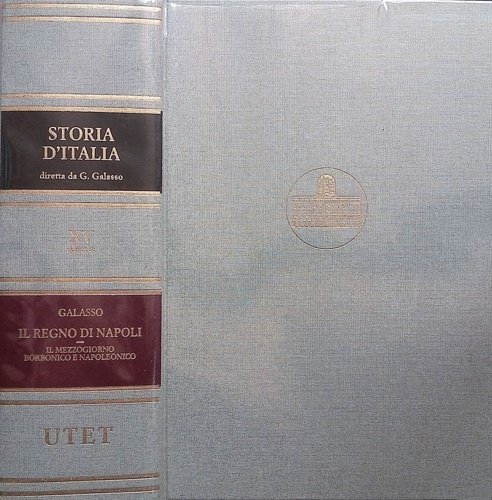 STORIA
D'ITALIA
diretta da G. Galasso
XV
GALASSO
IL REGNO DI NAPOLI
IL MEZZOGIORNO
BORBONICO E NAPOLEONICO
UTET